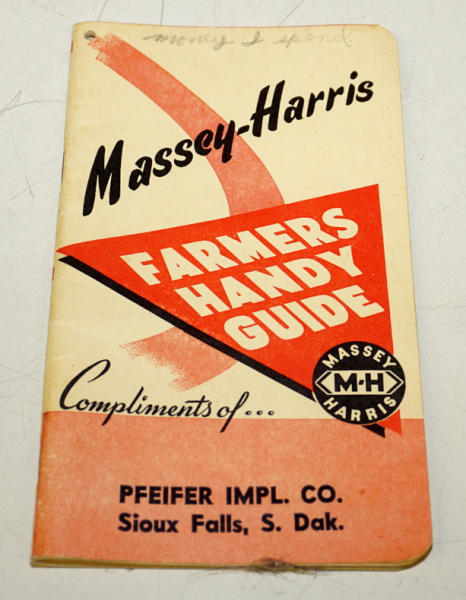 money I spend
Massey-Harris
FARMERS
HANDY
GUIDE
MASSEY
M-H
HARRIS
Compliments of...
PFEIFER IMPL. CO.
Sioux Falls, S. Dak.